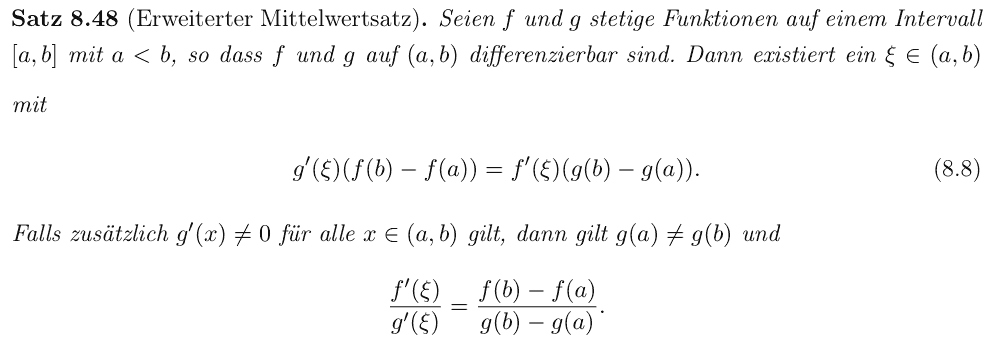 Satz 8.48 (Erweiterter Mittelwertsatz). Seien f und g stetige Funktionen auf einem Intervall
[a, b] mit a < b, so dass f und g auf (a, b) differenzierbar sind. Dann existiert ein ξ ∈ (a, b)
mit
g′(ξ)(f(b) − f(a)) = f′(ξ)(g(b) − g(a)). (8.8)
Falls zusätzlich g′(x) ≠ 0 für alle x ∈ (a, b) gilt, dann gilt g(a) ≠ g(b) und
f′(ξ) / g′(ξ) = f(b) − f(a) / g(b) − g(a).